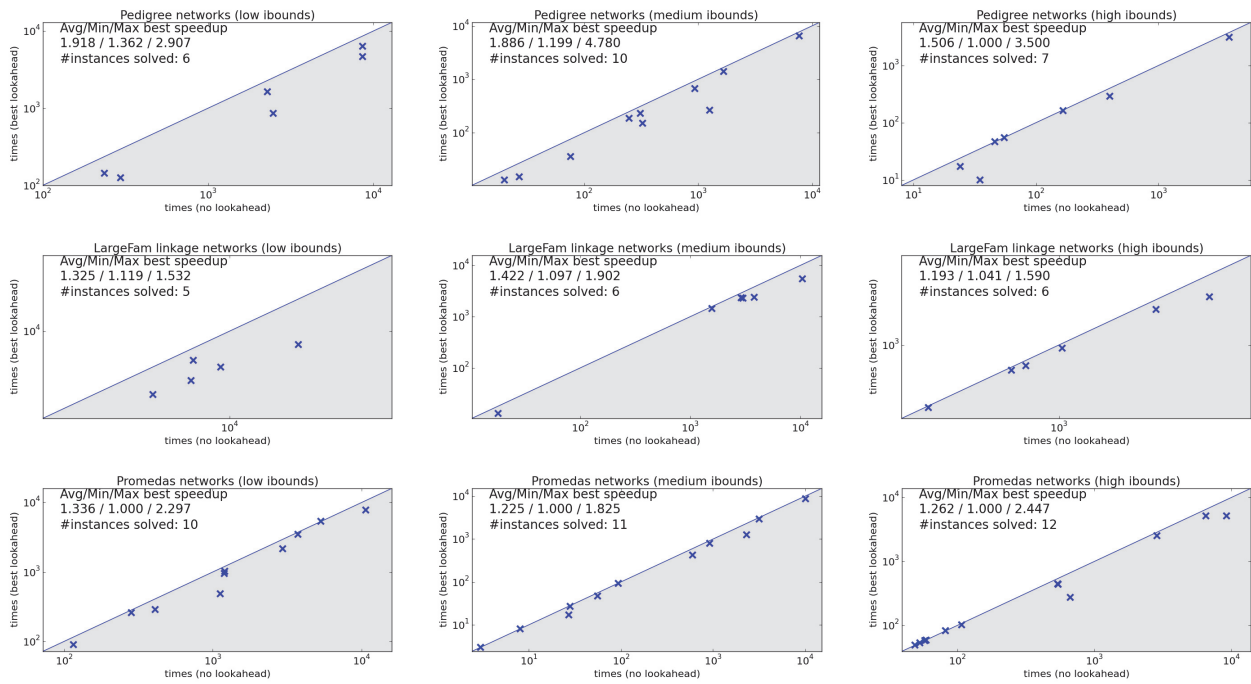 Pedigree networks (low ibounds)
Avg/Min/Max best speedup
1.918 / 1.362 / 2.907
#instances solved: 6
times (best lookahead)
10^4
10^3
10^2
10^2
10^3
10^4
times (no lookahead)
Pedigree networks (medium ibounds)
Avg/Min/Max best speedup
1.886 / 1.199 / 4.780
#instances solved: 10
times (best lookahead)
10^4
10^3
10^2
10^2
10^3
10^4
times (no lookahead)
Pedigree networks (high ibounds)
Avg/Min/Max best speedup
1.506 / 1.000 / 3.500
#instances solved: 7
times (best lookahead)
10^3
10^2
10^1
10^1
10^2
10^3
times (no lookahead)
LargeFam linkage networks (low ibounds)
Avg/Min/Max best speedup
1.325 / 1.119 / 1.532
#instances solved: 5
times (best lookahead)
10^4
10^4
times (no lookahead)
LargeFam linkage networks (medium ibounds)
Avg/Min/Max best speedup
1.422 / 1.097 / 1.902
#instances solved: 6
times (best lookahead)
10^4
10^3
10^2
10^2
10^3
10^4
times (no lookahead)
LargeFam linkage networks (high ibounds)
Avg/Min/Max best speedup
1.193 / 1.041 / 1.590
#instances solved: 6
times (best lookahead)
10^3
10^3
times (no lookahead)
Promedas networks (low ibounds)
Avg/Min/Max best speedup
1.336 / 1.000 / 2.297
#instances solved: 10
times (best lookahead)
10^4
10^3
10^2
10^2
10^3
10^4
times (no lookahead)
Promedas networks (medium ibounds)
Avg/Min/Max best speedup
1.225 / 1.000 / 1.825
#instances solved: 11
times (best lookahead)
10^4
10^3
10^2
10^1
10^1
10^2
10^3
10^4
times (no lookahead)
Promedas networks (high ibounds)
Avg/Min/Max best speedup
1.262 / 1.000 / 2.447
#instances solved: 12
times (best lookahead)
10^4
10^3
10^2
10^2
10^3
10^4
times (no lookahead)